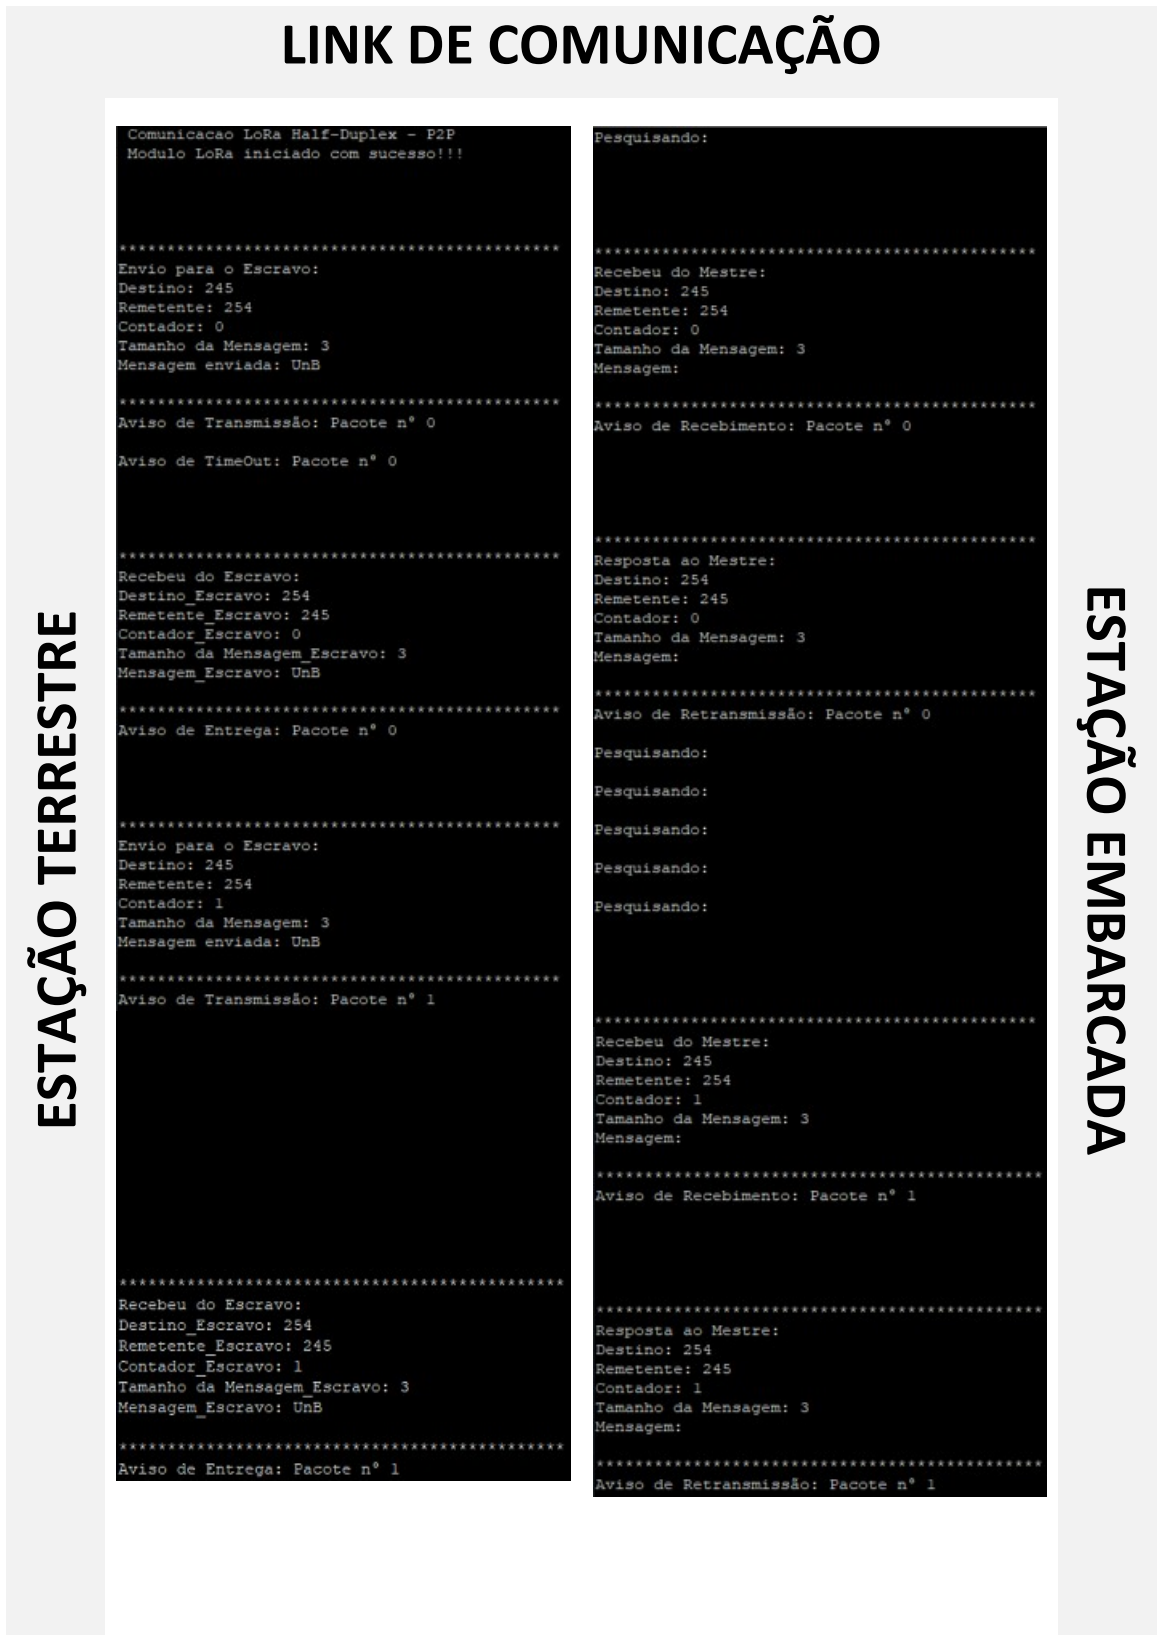 LINK DE COMUNICAÇÃO
ESTAÇÃO TERRESTRE
Comunicacao LoRa Half-Duplex - P2P
Modulo LoRa iniciado com sucesso!!!
**********************************************
Envio para o Escravo:
Destino: 245
Remetente: 254
Contador: 0
Tamanho da Mensagem: 3
Mensagem enviada: UnB
**********************************************
Aviso de Transmissão: Pacote n° 0
Aviso de TimeOut: Pacote n° 0
**********************************************
Recebeu do Escravo:
Destino_Escravo: 254
Remetente_Escravo: 245
Contador_Escravo: 0
Tamanho da Mensagem_Escravo: 3
Mensagem_Escravo: UnB
**********************************************
Aviso de Entrega: Pacote n° 0
**********************************************
Envio para o Escravo:
Destino: 245
Remetente: 254
Contador: 1
Tamanho da Mensagem: 3
Mensagem enviada: UnB
**********************************************
Aviso de Transmissão: Pacote n° 1
**********************************************
Recebeu do Escravo:
Destino_Escravo: 254
Remetente_Escravo: 245
Contador_Escravo: 1
Tamanho da Mensagem_Escravo: 3
Mensagem_Escravo: UnB
**********************************************
Aviso de Entrega: Pacote n° 1
Pesquisando:
**********************************************
Recebeu do Mestre:
Destino: 245
Remetente: 254
Contador: 0
Tamanho da Mensagem: 3
Mensagem:
**********************************************
Aviso de Recebimento: Pacote n° 0
**********************************************
Resposta ao Mestre:
Destino: 254
Remetente: 245
Contador: 0
Tamanho da Mensagem: 3
Mensagem:
**********************************************
Aviso de Retransmissão: Pacote n° 0
Pesquisando:
Pesquisando:
Pesquisando:
Pesquisando:
Pesquisando:
**********************************************
Recebeu do Mestre:
Destino: 245
Remetente: 254
Contador: 1
Tamanho da Mensagem: 3
Mensagem:
**********************************************
Aviso de Recebimento: Pacote n° 1
**********************************************
Resposta ao Mestre:
Destino: 254
Remetente: 245
Contador: 1
Tamanho da Mensagem: 3
Mensagem:
**********************************************
Aviso de Retransmissão: Pacote n° 1
ESTAÇÃO EMBARCADA